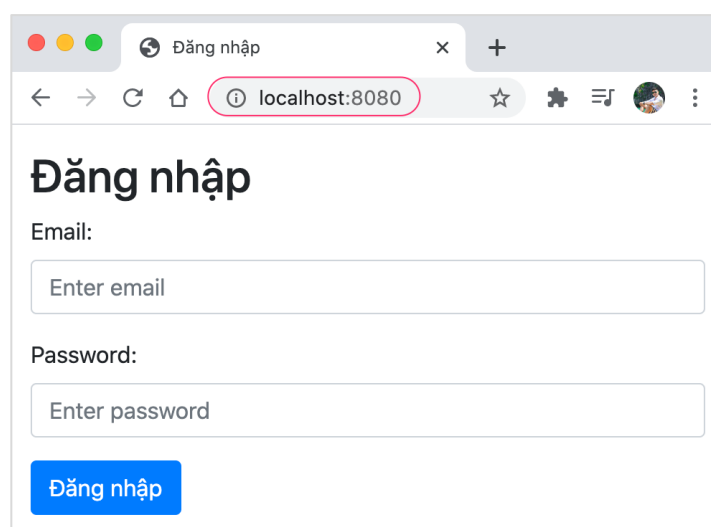 Đăng nhập
localhost:8080
Đăng nhập
Email:
Enter email
Password:
Enter password
Đăng nhập